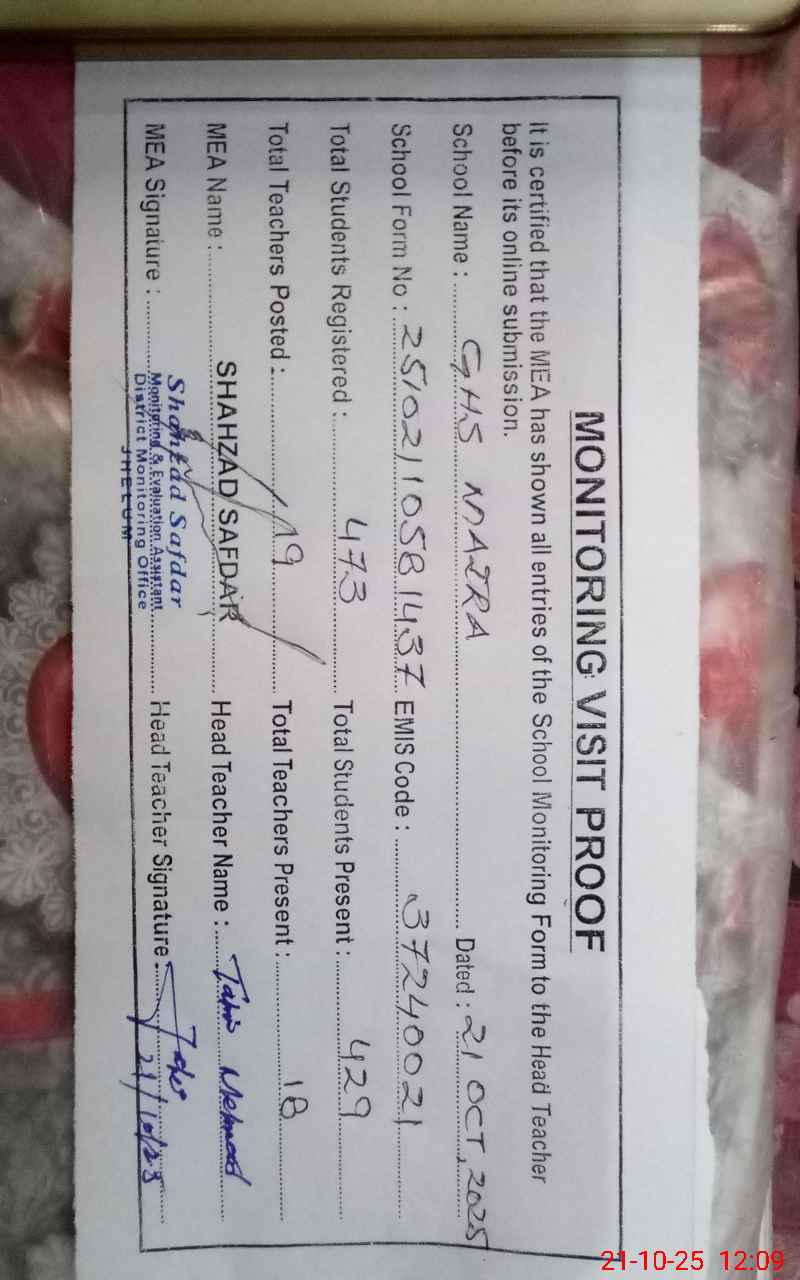 MONITORING VISIT PROOF
It is certified that the MEA has shown all entries of the School Monitoring Form to the Head Teacher
before its online submission.
School Name : GHS NAIRA Dated : 21 OCT, 2025
School Form No : 2510211058 1437 EMIS Code : 37240021
Total Students Registered : 473 Total Students Present : 429
Total Teachers Posted : 19 Total Teachers Present : 18
MEA Name : SHAHZAD SAFDAR Head Teacher Name : Tahir Mehmood
MEA Signature : Head Teacher Signature
Shahzad Safdar
Monitoring & Evaluation Assistant
District Monitoring Office
JHELUM
21-10-25 12:09